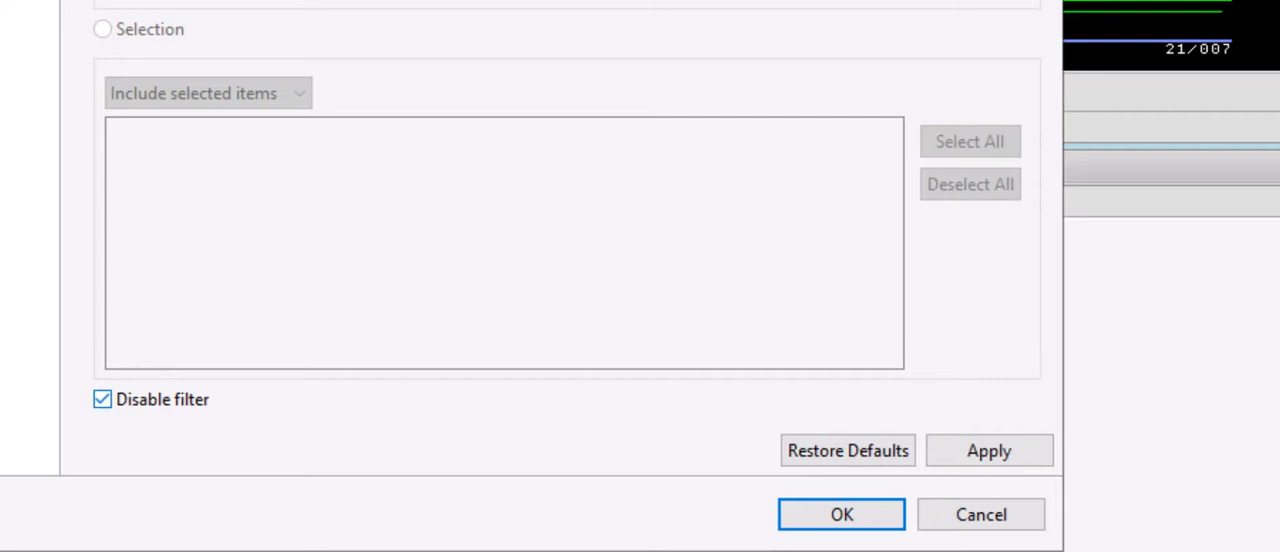 Selection
21/007
Include selected items
Select All
Deselect All
Disable filter
Restore Defaults
Apply
OK
Cancel